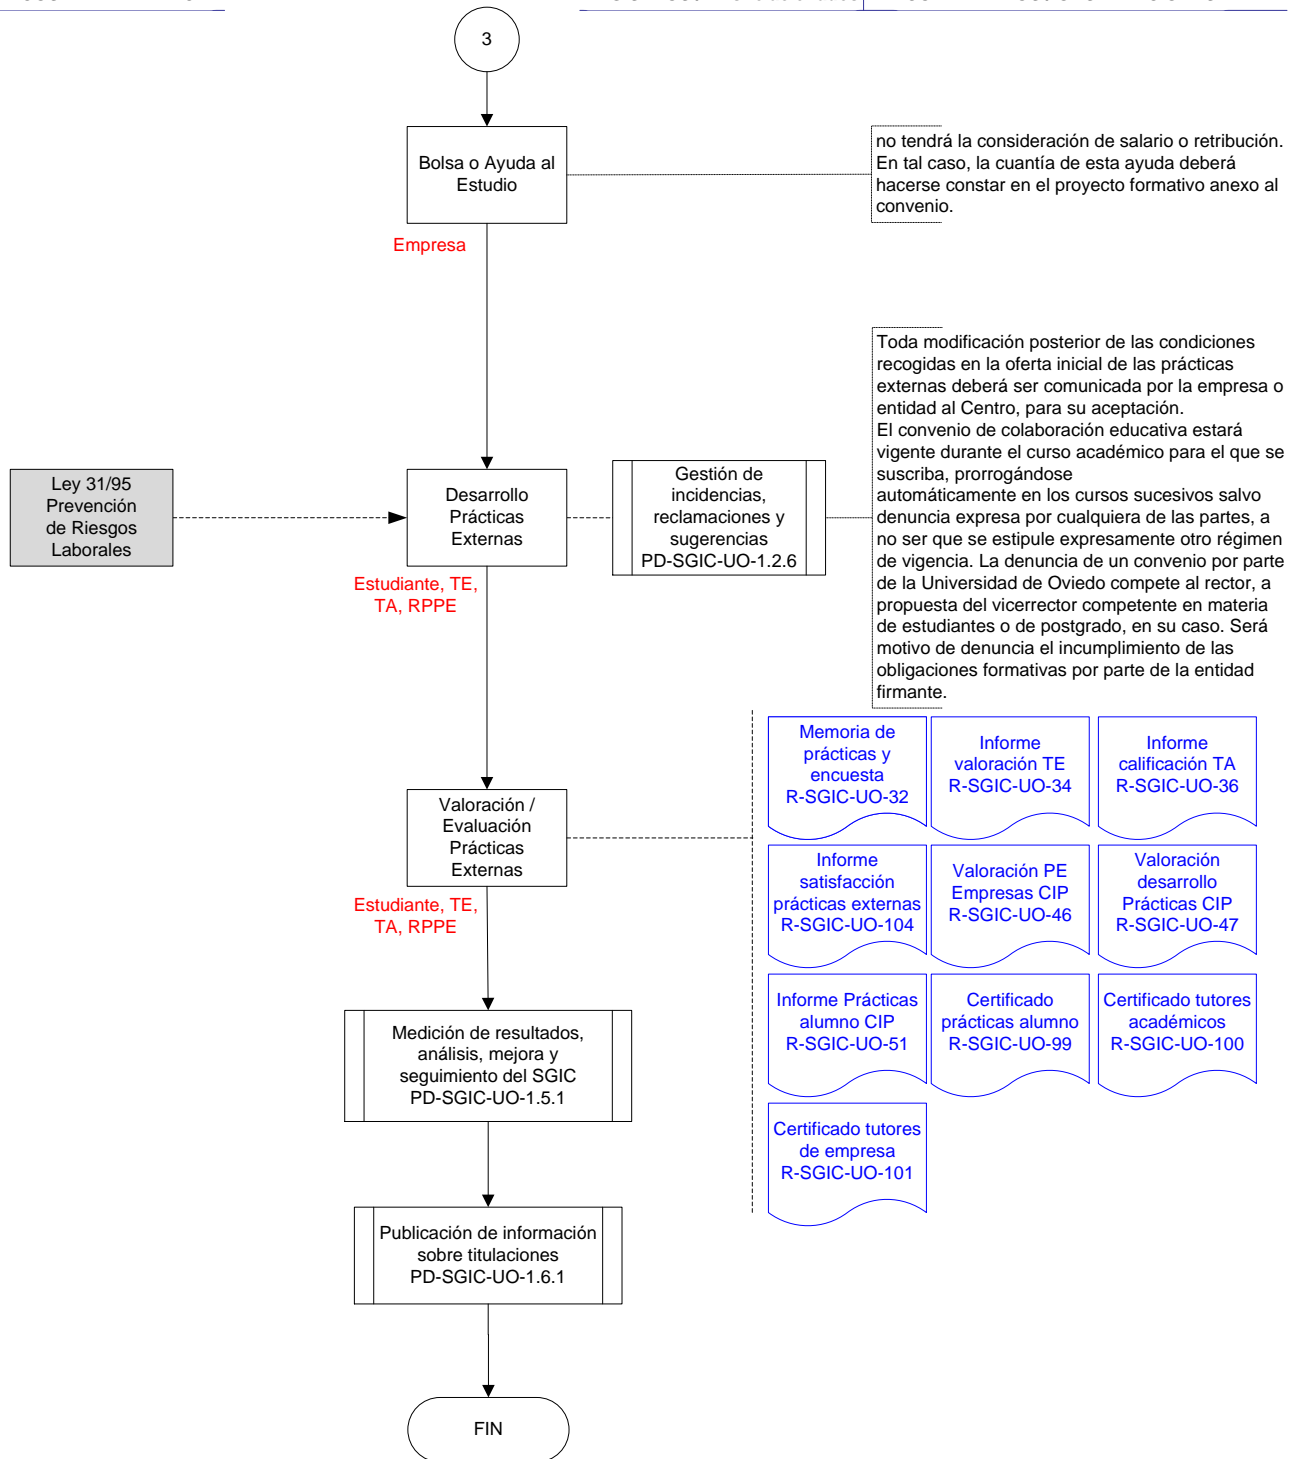 3
Bolsa o Ayuda al
Estudio
no tendrá la consideración de salario o retribución.
En tal caso, la cuantía de esta ayuda deberá
hacerse constar en el proyecto formativo anexo al
convenio.
Empresa
Toda modificación posterior de las condiciones
recogidas en la oferta inicial de las prácticas
externas deberá ser comunicada por la empresa o
entidad al Centro, para su aceptación.
El convenio de colaboración educativa estará
vigente durante el curso académico para el que se
suscriba, prorrogándose
automáticamente en los cursos sucesivos salvo
denuncia expresa por cualquiera de las partes, a
no ser que se estipule expresamente otro régimen
de vigencia. La denuncia de un convenio por parte
de la Universidad de Oviedo compete al rector, a
propuesta del vicerrector competente en materia
de estudiantes o de postgrado, en su caso. Será
motivo de denuncia el incumplimiento de las
obligaciones formativas por parte de la entidad
firmante.
Ley 31/95
Prevención
de Riesgos
Laborales
Desarrollo
Prácticas
Externas
Gestión de
incidencias,
reclamaciones y
sugerencias
PD-SGIC-UO-1.2.6
Estudiante, TE,
TA, RPPE
Memoria de
prácticas y
encuesta
R-SGIC-UO-32
Informe
valoración TE
R-SGIC-UO-34
Informe
calificación TA
R-SGIC-UO-36
Valoración /
Evaluación
Prácticas
Externas
Informe
satisfacción
prácticas externas
R-SGIC-UO-104
Valoración PE
Empresas CIP
R-SGIC-UO-46
Valoración
desarrollo
Prácticas CIP
R-SGIC-UO-47
Estudiante, TE,
TA, RPPE
Informe Prácticas
alumno CIP
R-SGIC-UO-51
Certificado
prácticas alumno
R-SGIC-UO-99
Certificado tutores
académicos
R-SGIC-UO-100
Medición de resultados,
análisis, mejora y
seguimiento del SGIC
PD-SGIC-UO-1.5.1
Certificado tutores
de empresa
R-SGIC-UO-101
Publicación de información
sobre titulaciones
PD-SGIC-UO-1.6.1
FIN